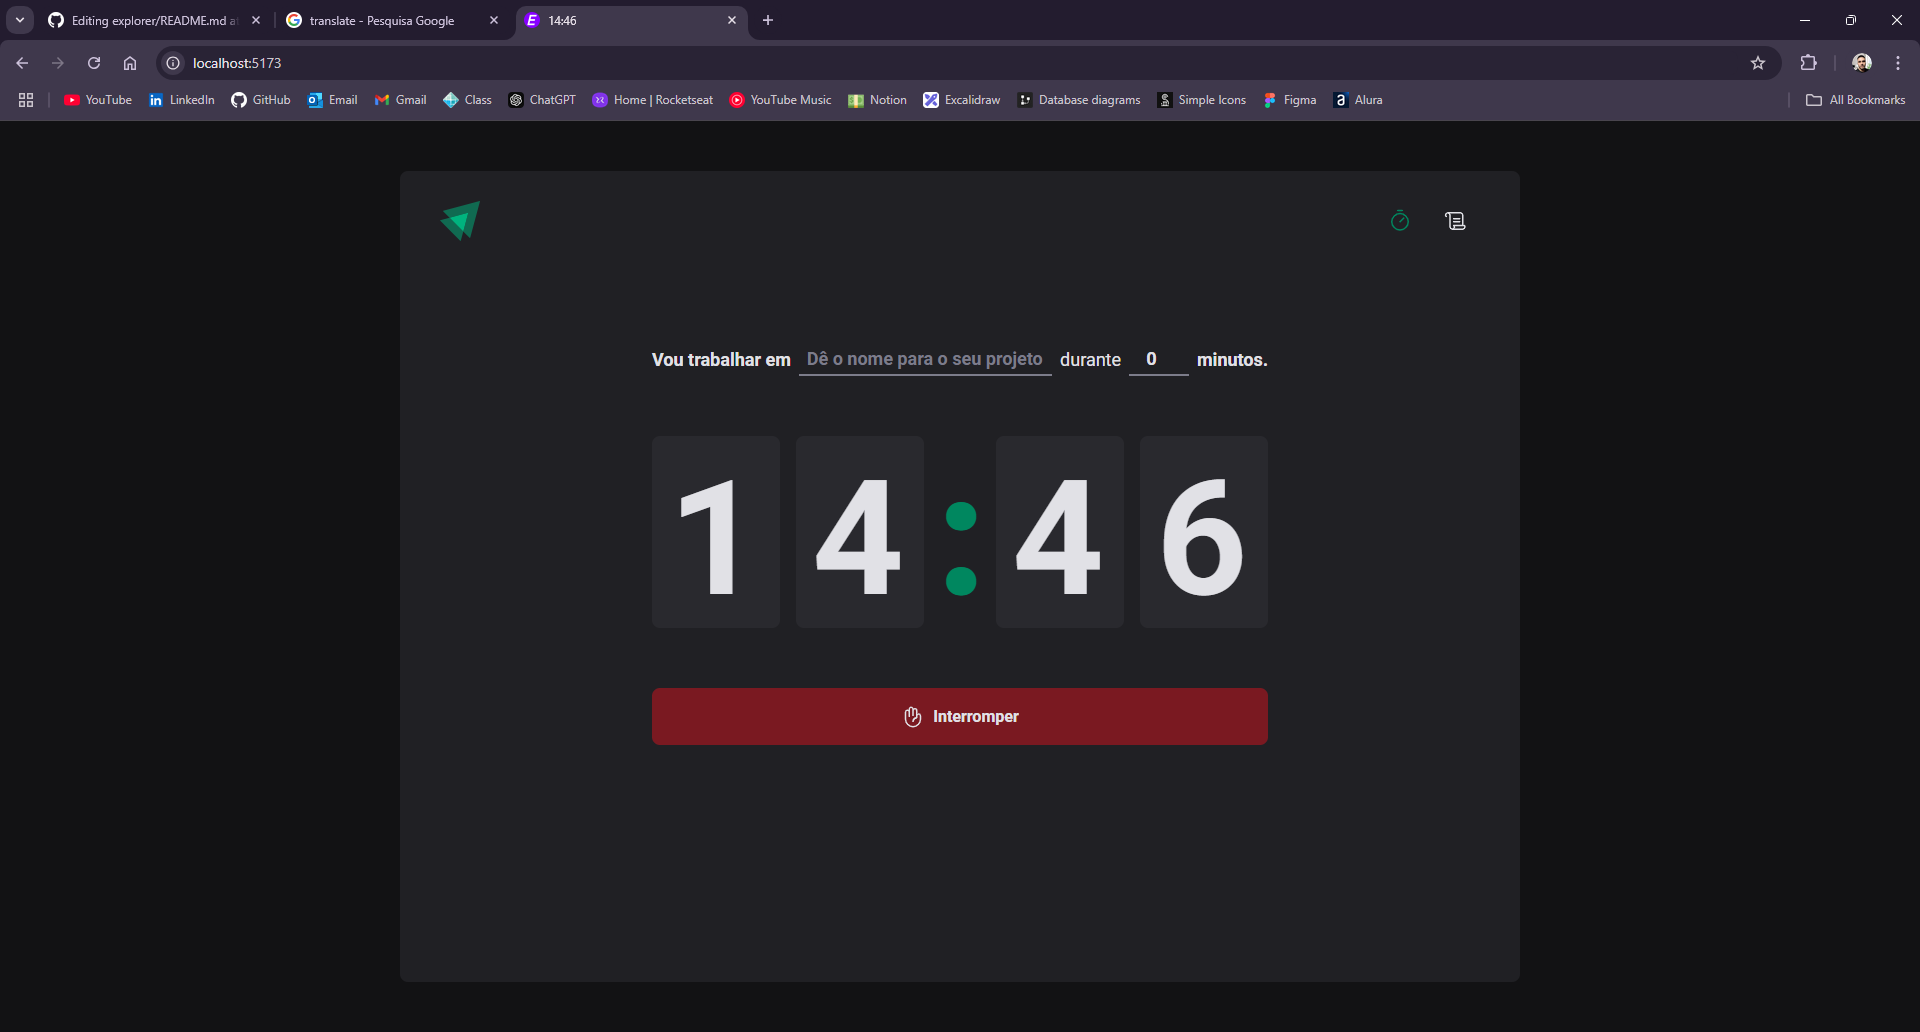 Editing explorer/README.md a
translate - Pesquisa Google
E 14:46
localhost:5173
YouTube LinkedIn GitHub Email Gmail Class ChatGPT Home | Rocketseat YouTube Music Notion Excalidraw Database diagrams Simple Icons Figma a Alura All Bookmarks
Vou trabalhar em Dê o nome para o seu projeto durante 0 minutos.
14:46
Interromper